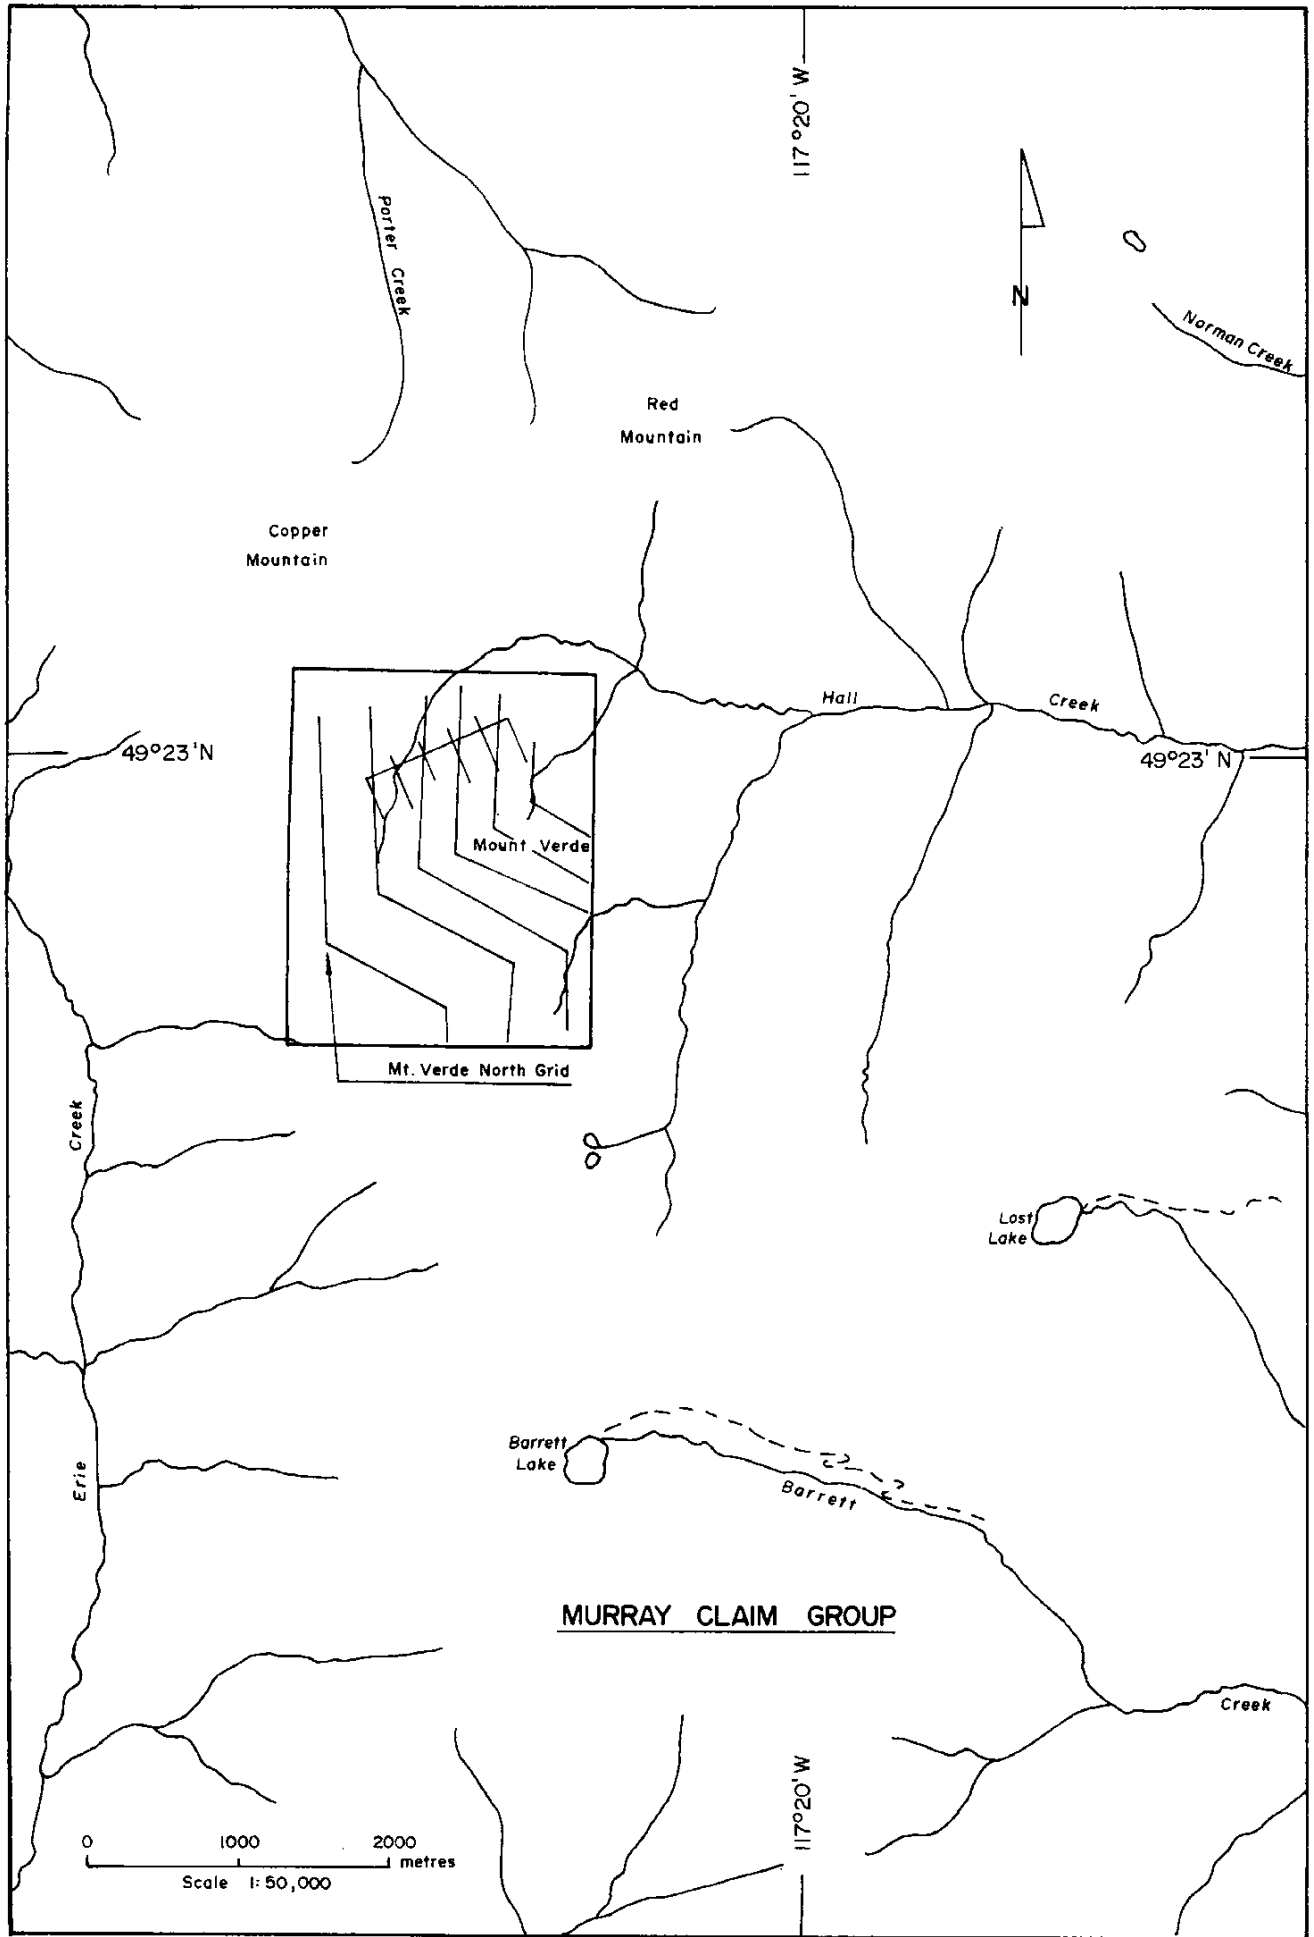 117°20' W
Porter Creek
N
Norman Creek
Red
Mountain
Copper
Mountain
Hall
Creek
49°23'N
49°23' N
Mount Verde
Mt. Verde North Grid
Creek
Lost
Lake
Barrett
Lake
Erie
Barrett
MURRAY CLAIM GROUP
Creek
117°20'W
0 1000 2000
metres
Scale 1:50,000